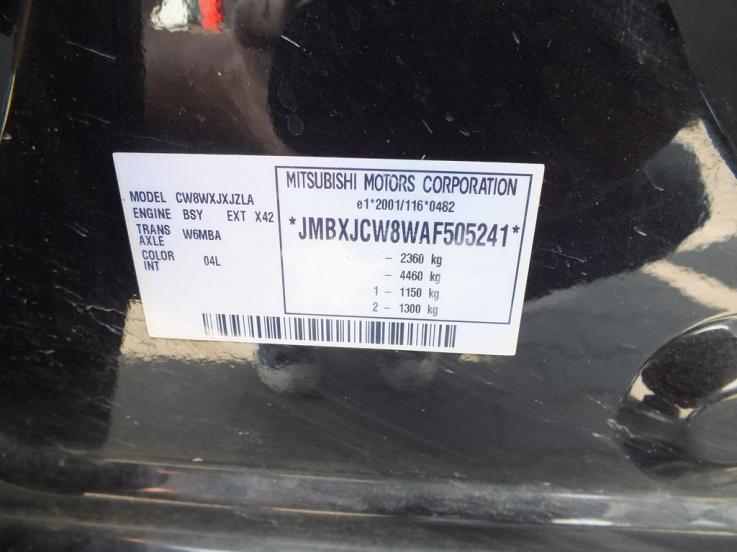 MODEL CW8WXJXJZLA
ENGINE BSY EXT X42
TRANS AXLE W6MBA
COLOR INT 04L
MITSUBISHI MOTORS CORPORATION
e1*2001/116*0482
*JMBXJCW8WAF505241*
- 2360 kg
- 4460 kg
1 - 1150 kg
2 - 1300 kg